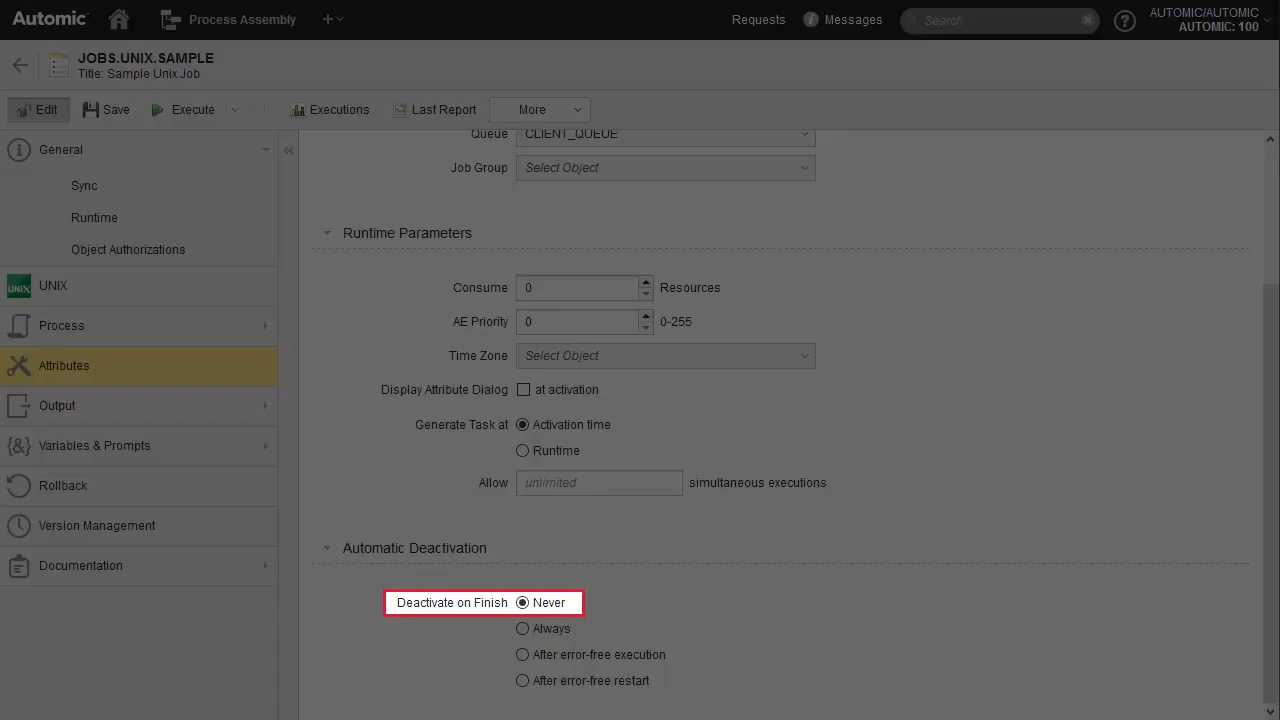 Automic
Process Assembly
Requests
Messages
Search
AUTOMIC/AUTOMIC
AUTOMIC: 100
JOBS.UNIX.SAMPLE
Title: Sample Unix Job
Edit
Save
Execute
Executions
Last Report
More
General
Sync
Runtime
Object Authorizations
UNIX
UNIX
Process
Attributes
Output
Variables & Prompts
Rollback
Version Management
Documentation
Queue CLIENT_QUEUE
Job Group Select Object
Runtime Parameters
Consume 0 Resources
AE Priority 0 0-255
Time Zone Select Object
Display Attribute Dialog at activation
Generate Task at Activation time
Runtime
Allow unlimited simultaneous executions
Automatic Deactivation
Deactivate on Finish Never
Always
After error-free execution
After error-free restart